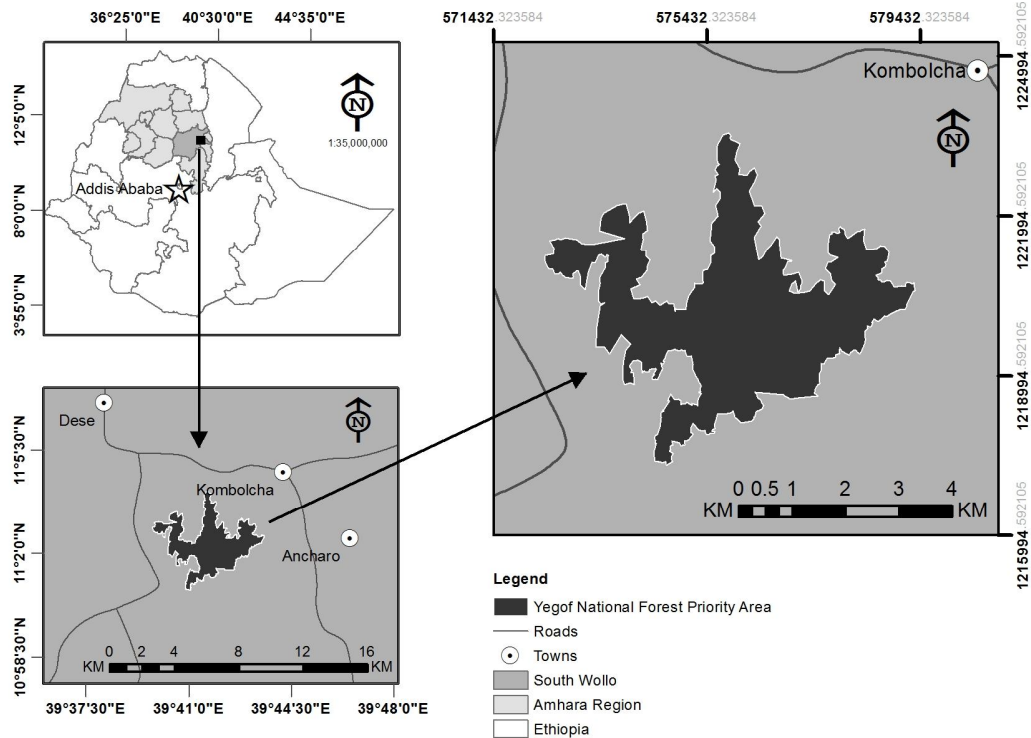 36°25'0"E 40°30'0"E 44°35'0"E
12°5'0"N
8°0'0"N
3°55'0"N
N
1:35,000,000
Addis Ababa
571432.323584 575432.323584 579432.323584
1224994.592105
1221994.592105
1218994.592105
1215994.592105
Kombolcha
N
0 0.5 1 2 3 4
KM KM
11°5'30"N
11°2'0"N
10°58'30"N
Dese
N
Kombolcha
Ancharo
0 2 4 8 12 16
KM KM
39°37'30"E 39°41'0"E 39°44'30"E 39°48'0"E
Legend
Yegof National Forest Priority Area
Roads
Towns
South Wollo
Amhara Region
Ethiopia